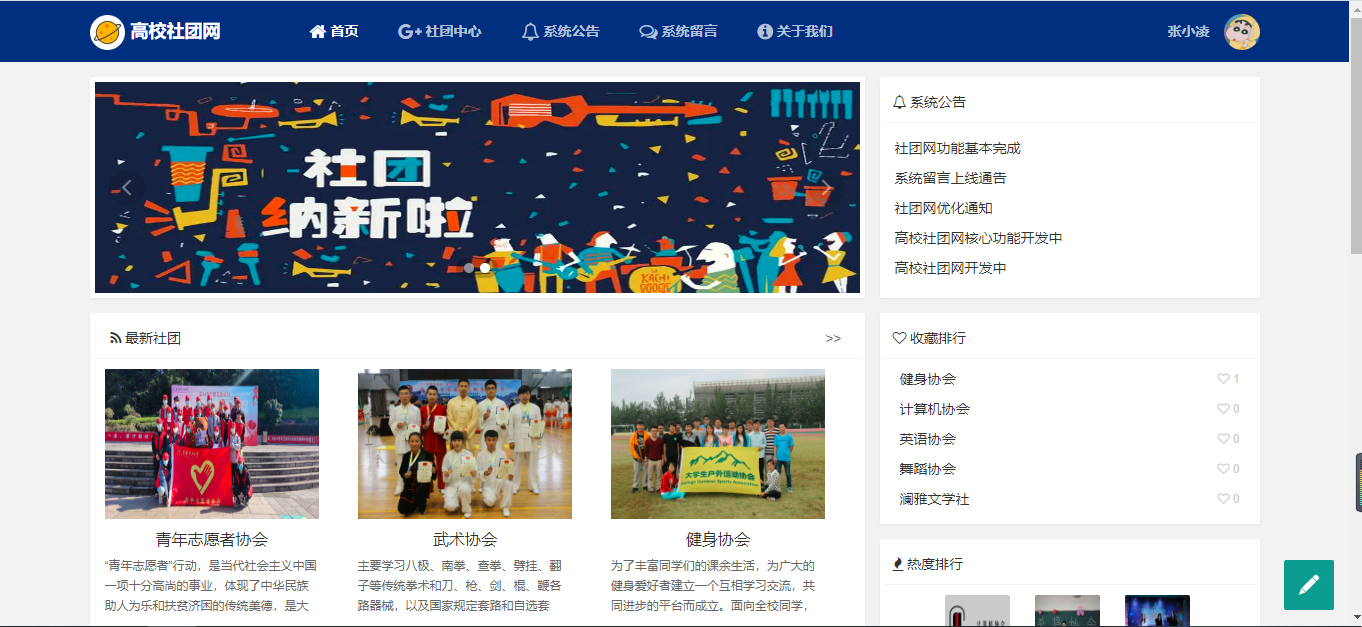 高校社团网
首页
社团中心
系统公告
系统留言
关于我们
张小凌
社团
纳新啦
KACHI
系统公告
社团网功能基本完成
系统留言上线通告
社团网优化通知
高校社团网核心功能开发中
高校社团网开发中
最新社团
>>
大学生户外运动协会
College Outdoor Sports Association
青年志愿者协会
“青年志愿者”行动，是当代社会主义中国
一项十分高尚的事业，体现了中华民族
助人为乐和扶贫济困的传统美德，是大
武术协会
主要学习八极、南拳、查拳、劈挂、翻
子等传统拳术和刀、枪、剑、棍、鞭各
路器械，以及国家规定套路和自选套
健身协会
为了丰富同学们的课余生活，为广大的
健身爱好者建立一个互相学习交流，共
同进步的平台而成立。面向全校同学，
收藏排行
健身协会 1
计算机协会 0
英语协会 0
舞蹈协会 0
澜雅文学社 0
热度排行